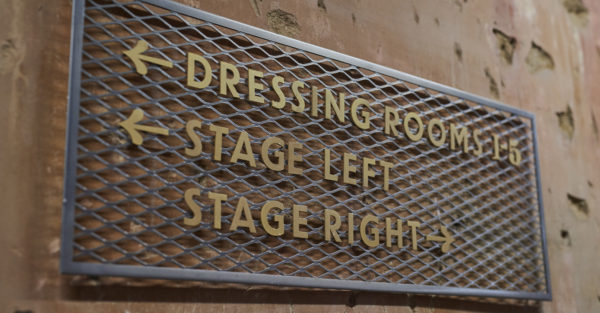 ← DRESSING ROOMS 1-5
← STAGE LEFT
STAGE RIGHT →